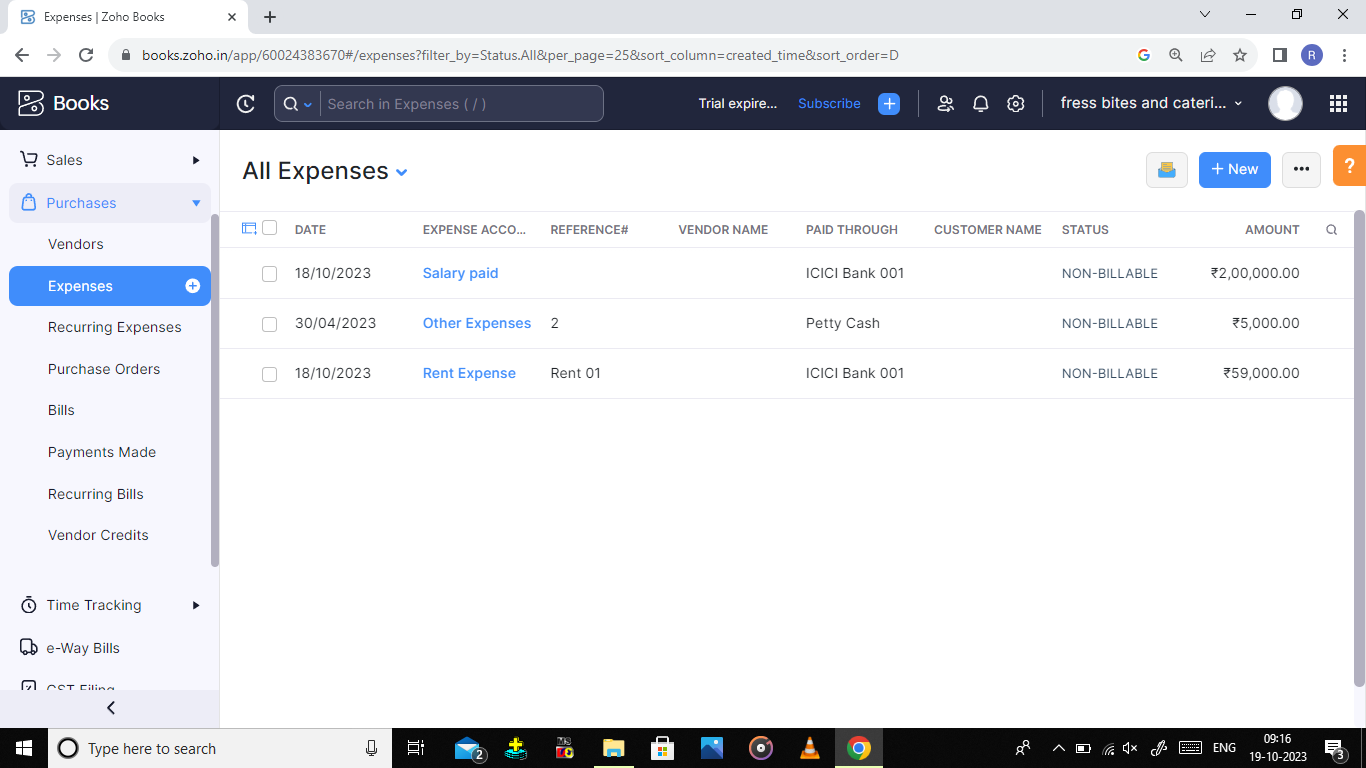 Expenses | Zoho Books
books.zoho.in/app/60024383670#/expenses?filter_by=Status.All&per_page=25&sort_column=created_time&sort_order=D
R
Books
Search in Expenses ( / )
Trial expire...
Subscribe
fress bites and cateri...
Sales
Purchases
Vendors
Expenses
Recurring Expenses
Purchase Orders
Bills
Payments Made
Recurring Bills
Vendor Credits
Time Tracking
e-Way Bills
GST Filing
All Expenses
+ New
?
DATE EXPENSE ACCO... REFERENCE# VENDOR NAME PAID THROUGH CUSTOMER NAME STATUS AMOUNT
18/10/2023 Salary paid ICICI Bank 001 NON-BILLABLE ₹2,00,000.00
30/04/2023 Other Expenses 2 Petty Cash NON-BILLABLE ₹5,000.00
18/10/2023 Rent Expense Rent 01 ICICI Bank 001 NON-BILLABLE ₹59,000.00
Type here to search
2
ENG
09:16
19-10-2023
3